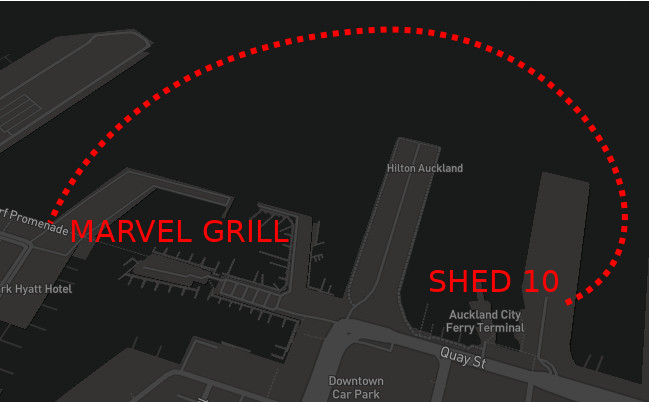 Hilton Auckland
rf Promenade
MARVEL GRILL
SHED 10
rk Hyatt Hotel
Auckland City
Ferry Terminal
Quay St
Downtown
Car Park